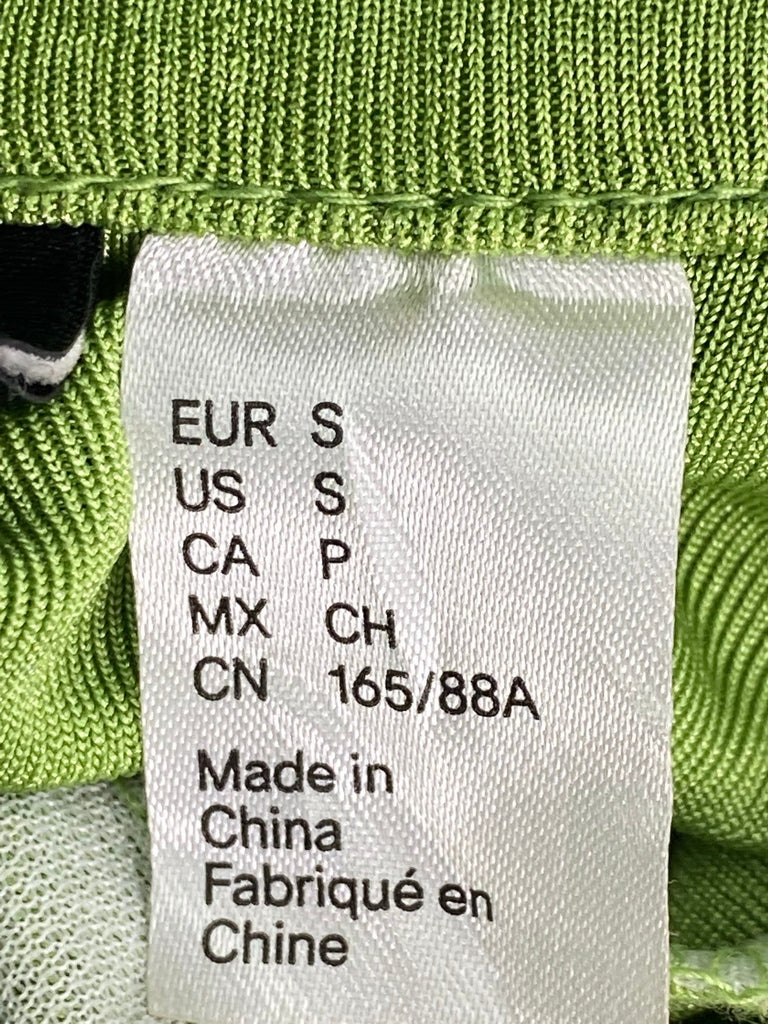 EUR S
US S
CA P
MX CH
CN 165/88A
Made in
China
Fabriqué en
Chine